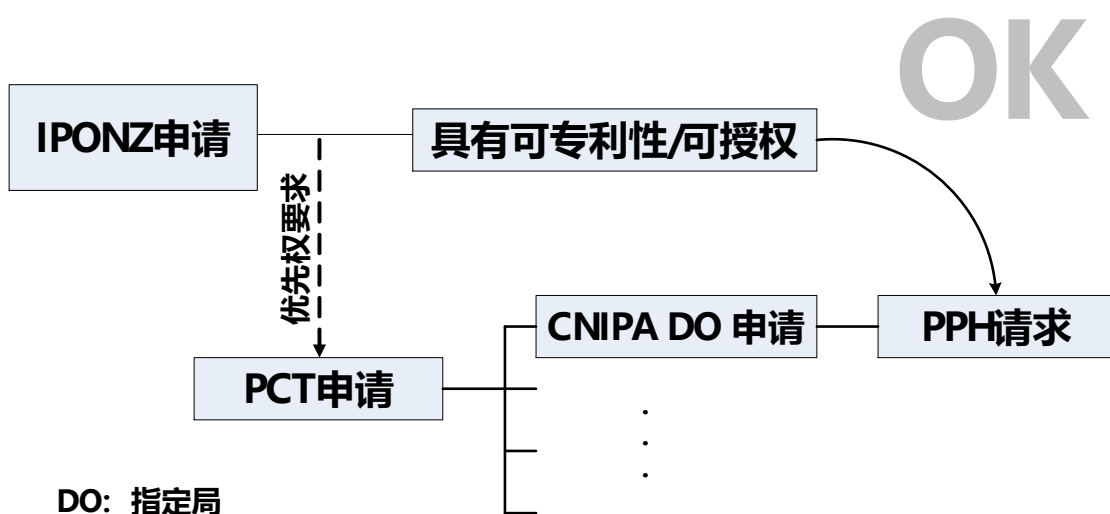 OK
IPONZ申请
具有可专利性/可授权
优先权要求
CNIPA DO 申请
PPH请求
PCT申请
DO：指定局